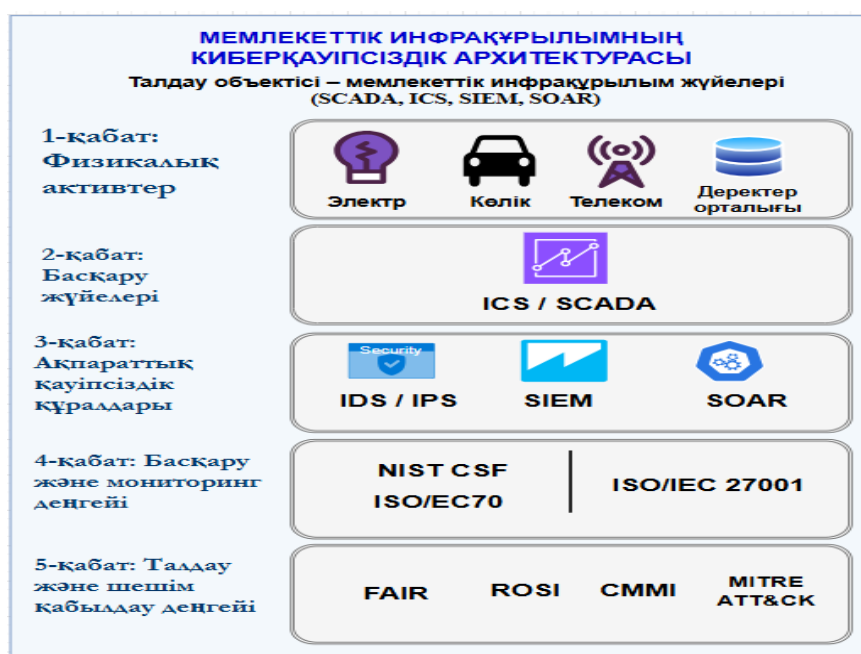 МЕМЛЕКЕТТІК ИНФРАҚҰРЫЛЫМНЫҢ
КИБЕРҚАУІПСІЗДІК АРХИТЕКТУРАСЫ
Талдау объектісі – мемлекеттік инфрақұрылым жүйелері
(SCADA, ICS, SIEM, SOAR)
1-қабат:
Физикалық
активтер
Электр
Көлік
Телеком
Деректер
орталығы
2-қабат:
Басқару
жүйелері
ICS / SCADA
3-қабат:
Ақпараттық
қауіпсіздік
құралдары
Security
IDS / IPS
SIEM
SOAR
4-қабат: Басқару
және мониторинг
деңгейі
NIST CSF
ISO/EC70
ISO/IEC 27001
5-қабат: Талдау
және шешім
қабылдау деңгейі
FAIR
ROSI
CMMI
MITRE
ATT&CK